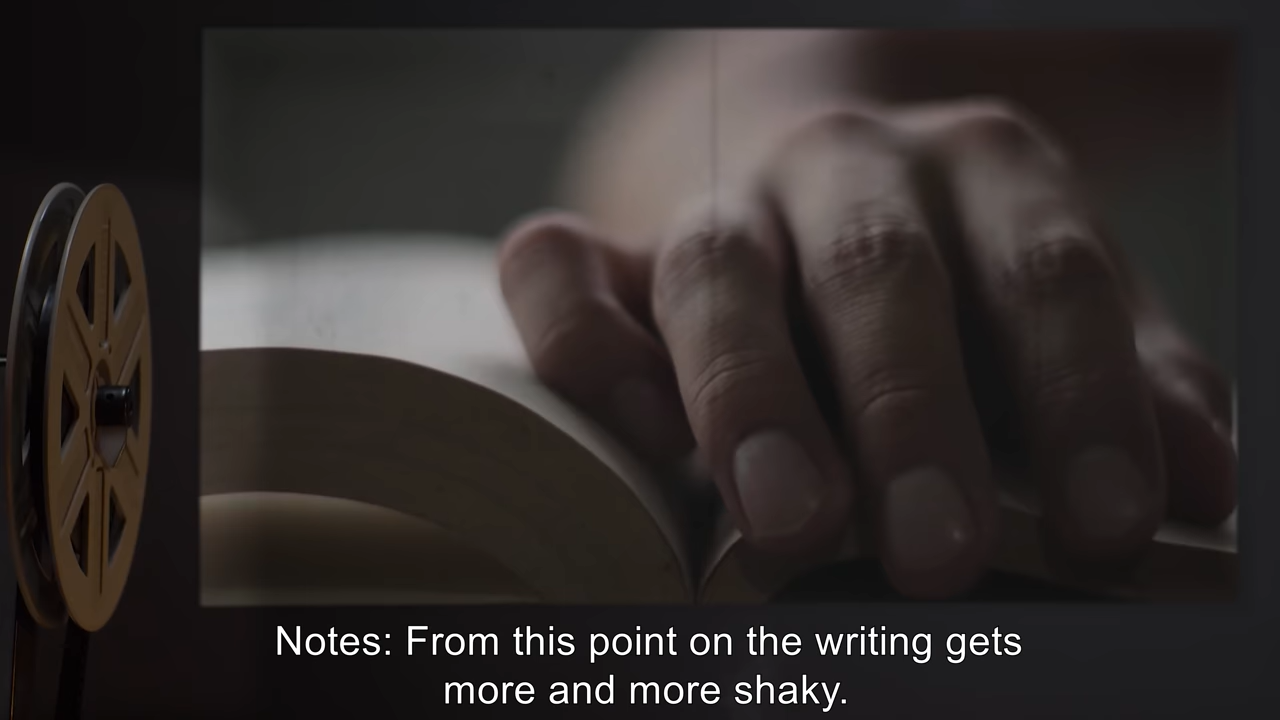 Notes: From this point on the writing gets
more and more shaky.